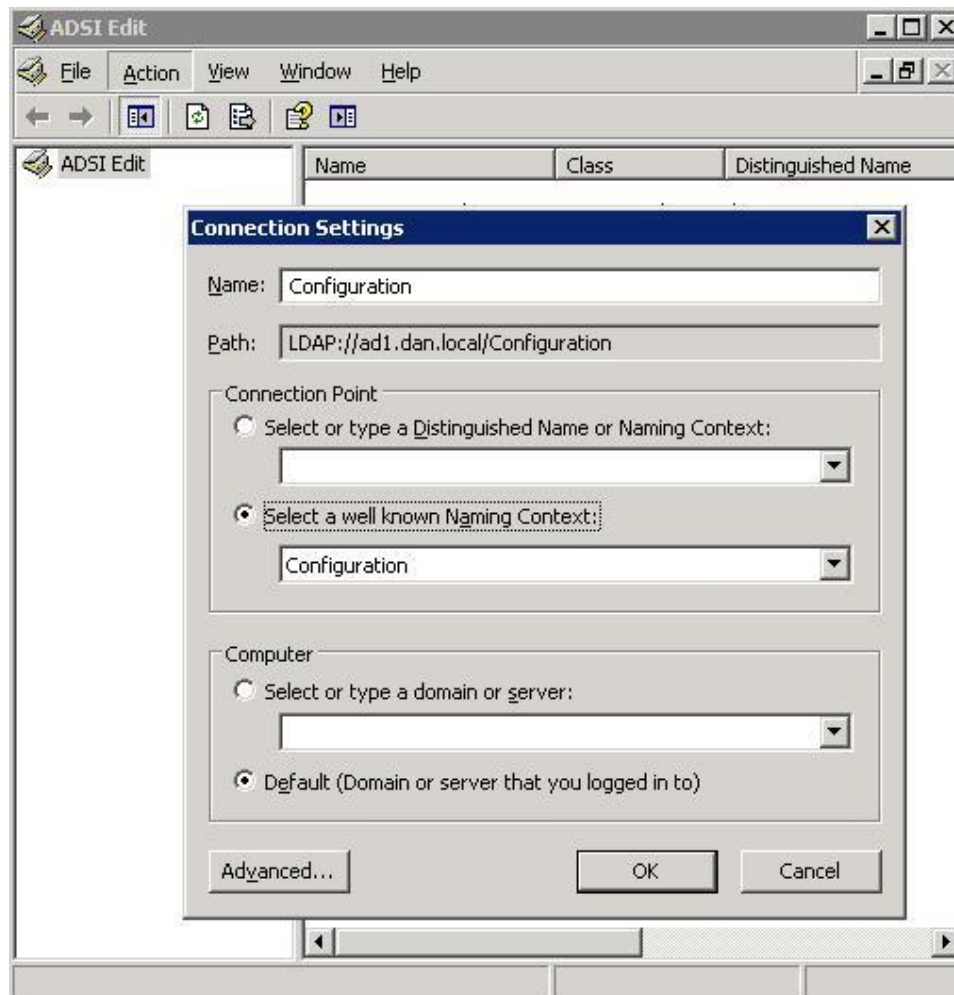 ADSI Edit
File Action View Window Help
ADSI Edit
Name Class Distinguished Name
Connection Settings
Name: Configuration
Path: LDAP://ad1.dan.local/Configuration
Connection Point
Select or type a Distinguished Name or Naming Context:
Select a well known Naming Context:
Configuration
Computer
Select or type a domain or server:
Default (Domain or server that you logged in to)
Advanced... OK Cancel